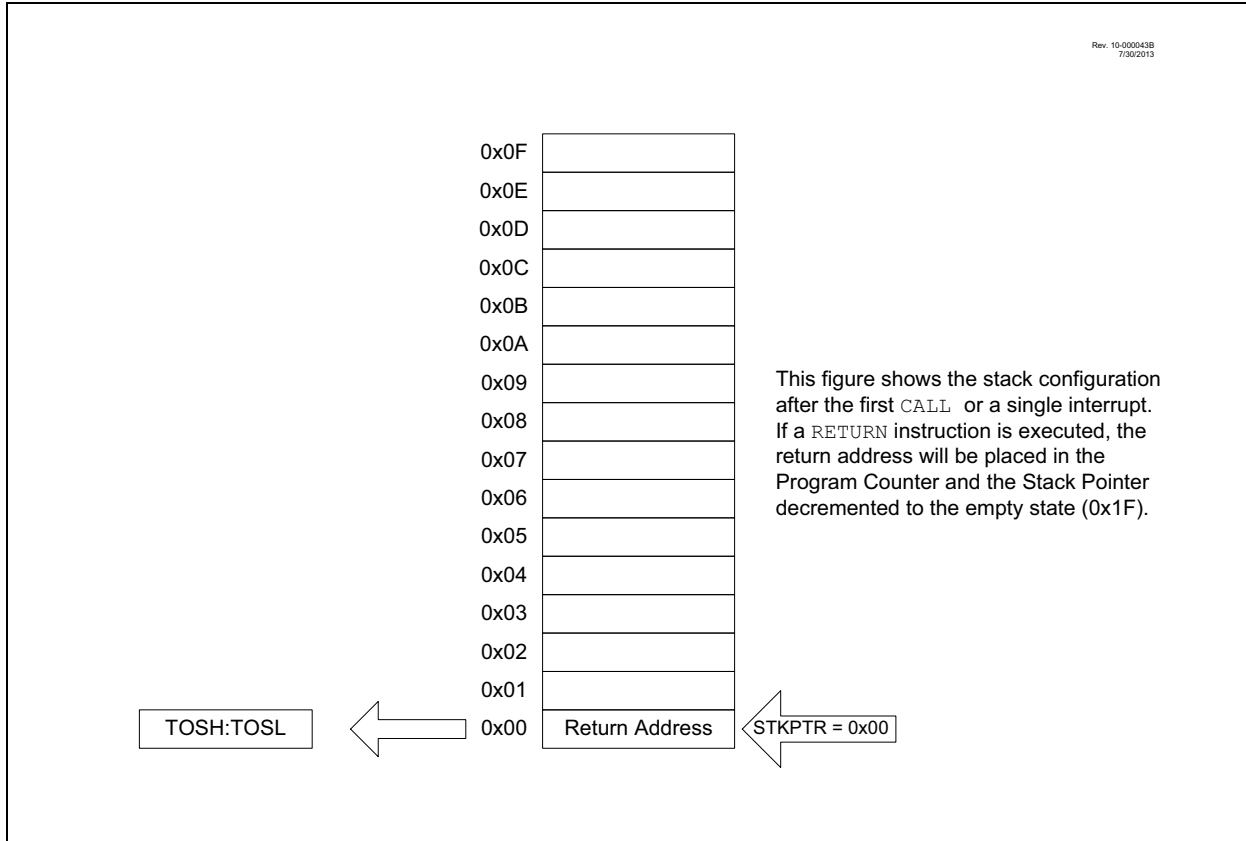 Rev. 10-000043B
7/30/2013
0x0F
0x0E
0x0D
0x0C
0x0B
0x0A
0x09
0x08
0x07
0x06
0x05
0x04
0x03
0x02
0x01
This figure shows the stack configuration
after the first CALL or a single interrupt.
If a RETURN instruction is executed, the
return address will be placed in the
Program Counter and the Stack Pointer
decremented to the empty state (0x1F).
TOSH:TOSL
0x00
Return Address
STKPTR = 0x00